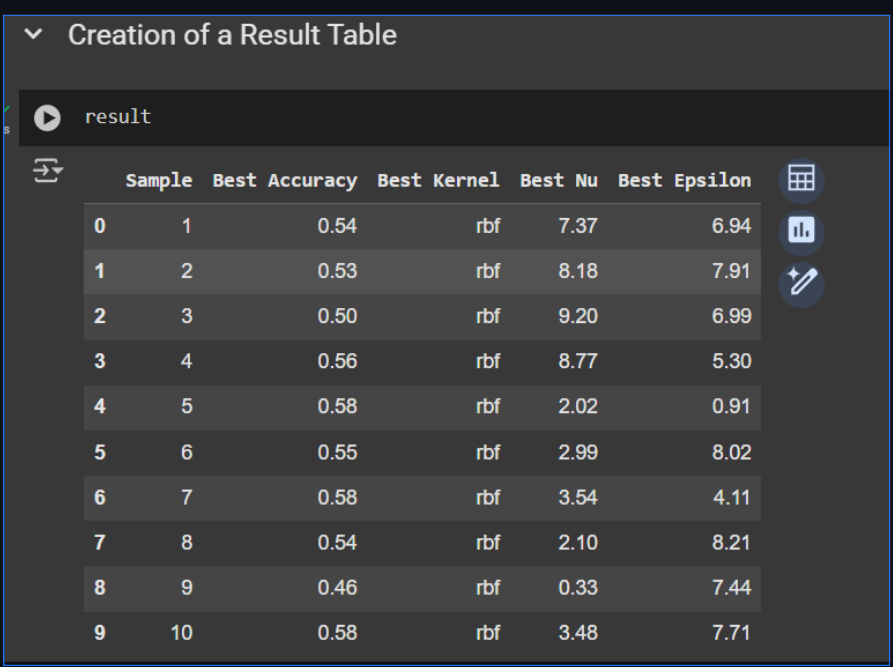 Creation of a Result Table
result
s
Sample Best Accuracy Best Kernel Best Nu Best Epsilon
0 1 0.54 rbf 7.37 6.94
1 2 0.53 rbf 8.18 7.91
2 3 0.50 rbf 9.20 6.99
3 4 0.56 rbf 8.77 5.30
4 5 0.58 rbf 2.02 0.91
5 6 0.55 rbf 2.99 8.02
6 7 0.58 rbf 3.54 4.11
7 8 0.54 rbf 2.10 8.21
8 9 0.46 rbf 0.33 7.44
9 10 0.58 rbf 3.48 7.71